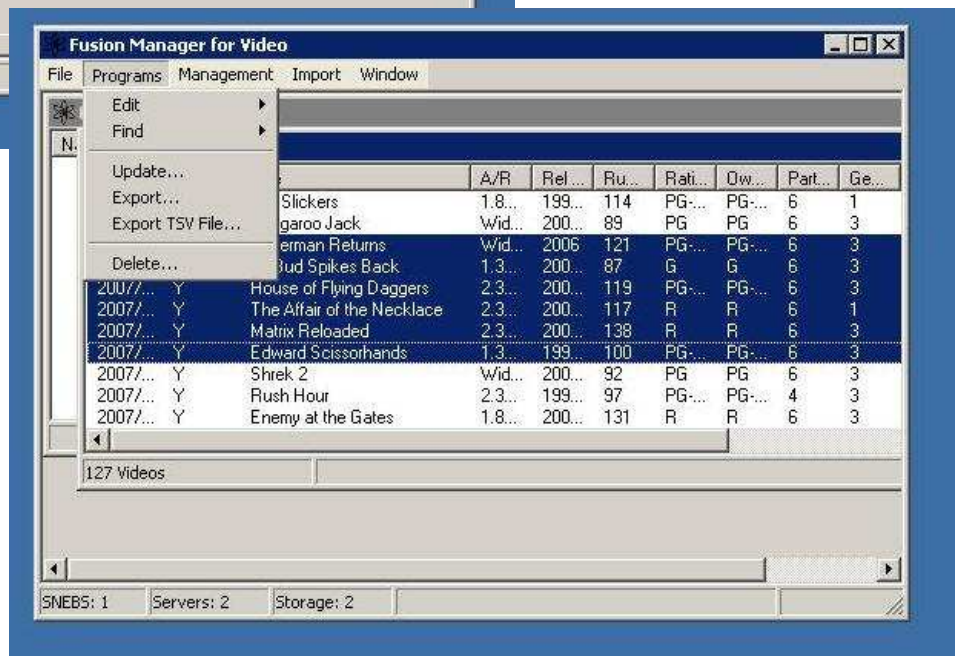 Fusion Manager for Video
File Programs Management Import Window
Edit
Find
Update...
Export...
Export TSV File...
Delete...
N.
A/R Rel... Ru... Rati... Ow... Part... Ge...
Slickers 1.8... 199... 114 PG-... PG-... 6 1
garoo Jack Wid... 200... 89 PG PG 6 3
erman Returns Wid... 2006 121 PG-... PG-... 6 3
Bud Spikes Back 1.3... 200... 87 G G 6 3
2007/... Y House of Flying Daggers 2.3... 200... 119 PG-... PG-... 6 3
2007/... Y The Affair of the Necklace 2.3... 200... 117 R R 6 1
2007/... Y Matrix Reloaded 2.3... 200... 138 R R 6 3
2007/... Y Edward Scissorhands 1.3... 199... 100 PG-... PG-... 6 3
2007/... Y Shrek 2 Wid... 200... 92 PG PG 6 3
2007/... Y Rush Hour 2.3... 199... 97 PG-... PG-... 4 3
2007/... Y Enemy at the Gates 1.8... 200... 131 R R 6 3
127 Videos
SNEBS: 1 Servers: 2 Storage: 2